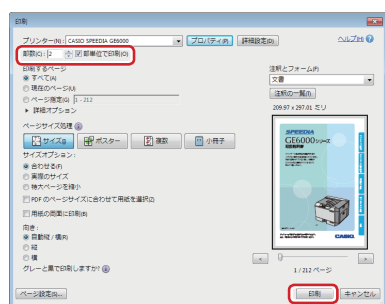 印刷
プリンター(N): CASIO SPEEDIA GE6000 プロパティ(P) 詳細設定(D) ヘルプ(H)
部数(C): 2 部単位で印刷(O)
印刷するページ
すべて(A)
現在のページ(U)
ページ指定(G) 1 - 212
詳細オプション
ページサイズ処理
サイズ(I) ポスター 複数 小冊子
サイズオプション:
合わせる(F)
実際のサイズ
特大ページを縮小
PDF のページサイズに合わせて用紙を選択(Z)
用紙の両面に印刷(B)
向き:
自動縦 / 横(R)
縦
横
グレーと黒で印刷しますか?
注釈とフォーム(M)
文書
注釈の一覧(T)
209.97 x 297.01 ミリ
SPEEDIA
GE6000シリーズ
CASIO
1 / 212 ページ
ページ設定(S)... 印刷 キャンセル